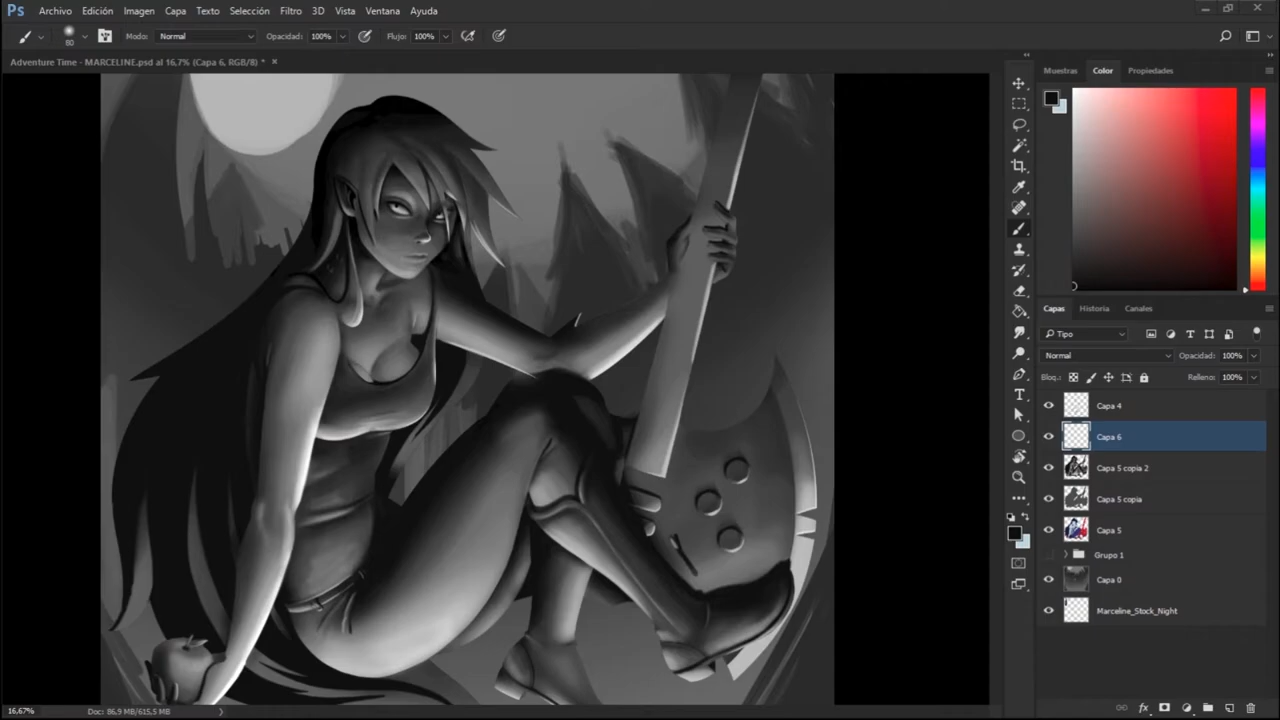 Ps Archivo Edición Imagen Capa Texto Selección Filtro 3D Vista Ventana Ayuda
80 Modo: Normal Opacidad: 100% Flujo: 100%
Adventure Time - MARCELINE.psd al 16,7% (Capa 6, RGB/8) * ×
Muestras Color Propiedades
Capas Historia Canales
Tipo
Normal Opacidad: 100%
Bloq.: Relleno: 100%
Capa 4
Capa 6
Capa 5 copia 2
Capa 5 copia
Capa 5
Grupo 1
Capa 0
Marceline_Stock_Night
16,67% Doc: 86,9 MB/615,5 MB